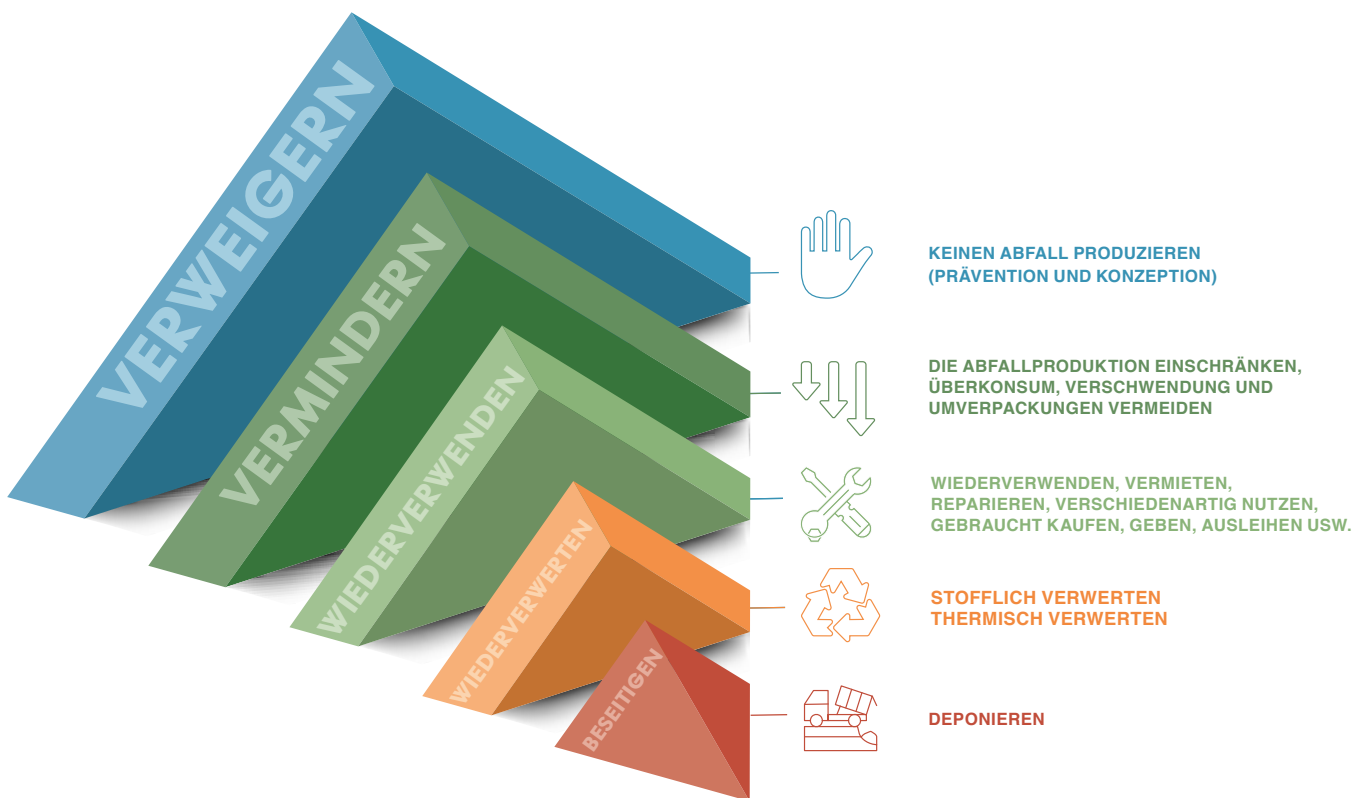 VERWEIGERN
KEINEN ABFALL PRODUZIEREN
(PRÄVENTION UND KONZEPTION)
VERMINDERN
DIE ABFALLPRODUKTION EINSCHRÄNKEN,
ÜBERKONSUM, VERSCHWENDUNG UND
UMVERPACKUNGEN VERMEIDEN
WIEDERVERWENDEN
WIEDERVERWENDEN, VERMIETEN,
REPARIEREN, VERSCHIEDENARTIG NUTZEN,
GEBRAUCHT KAUFEN, GEBEN, AUSLEIHEN USW.
WIEDERVERWERTEN
STOFFLICH VERWERTEN
THERMISCH VERWERTEN
BESEITIGEN
DEPONIEREN